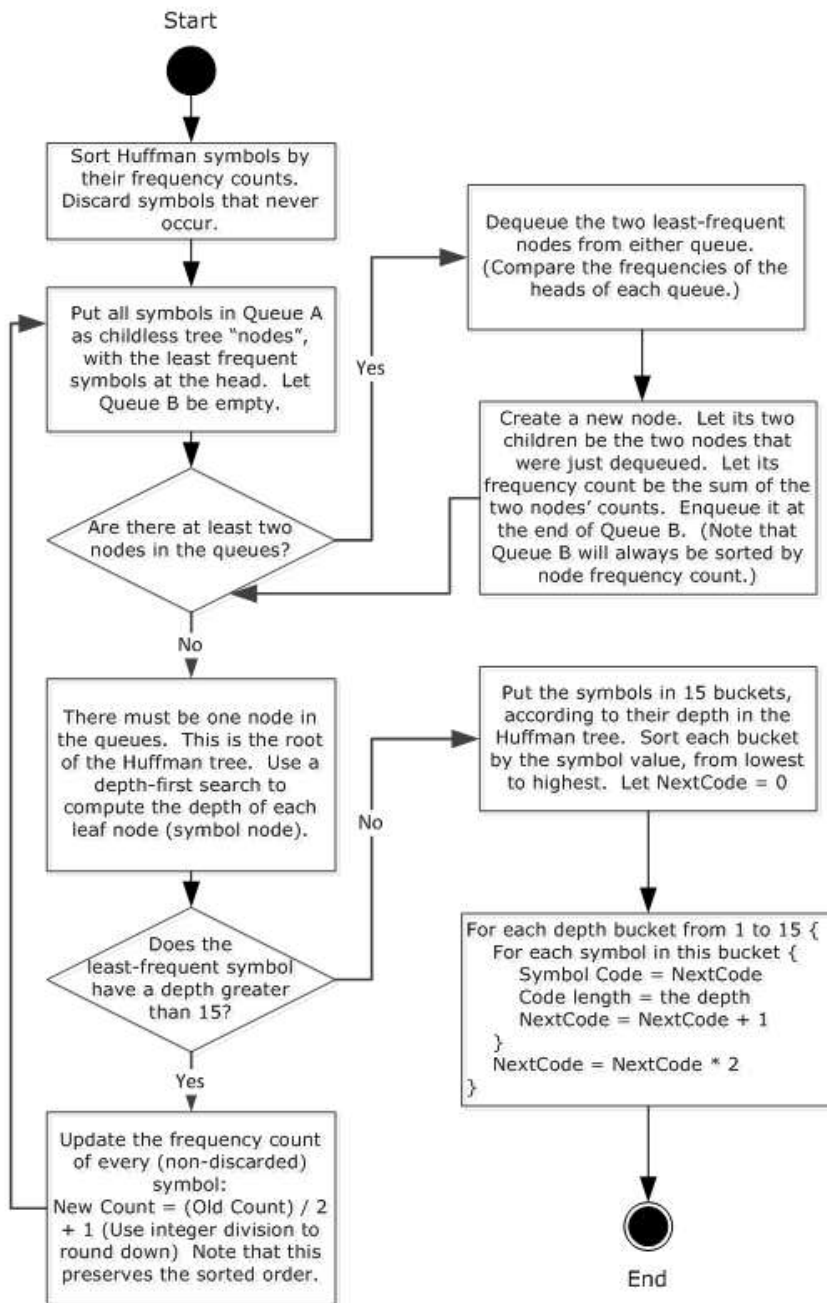 Start
Sort Huffman symbols by
their frequency counts.
Discard symbols that never
occur.
Put all symbols in Queue A
as childless tree “nodes”,
with the least frequent
symbols at the head.  Let
Queue B be empty.
Are there at least two
nodes in the queues?
Yes
Dequeue the two least-frequent
nodes from either queue.
(Compare the frequencies of the
heads of each queue.)
Create a new node.  Let its two
children be the two nodes that
were just dequeued.  Let its
frequency count be the sum of the
two nodes’ counts.  Enqueue it at
the end of Queue B.  (Note that
Queue B will always be sorted by
node frequency count.)
No
There must be one node in
the queues.  This is the root
of the Huffman tree.  Use a
depth-first search to
compute the depth of each
leaf node (symbol node).
Does the
least-frequent symbol
have a depth greater
than 15?
Yes
Update the frequency count
of every (non-discarded)
symbol:
New Count = (Old Count) / 2
+ 1 (Use integer division to
round down)  Note that this
preserves the sorted order.
No
Put the symbols in 15 buckets,
according to their depth in the
Huffman tree.  Sort each bucket
by the symbol value, from lowest
to highest.  Let NextCode = 0
For each depth bucket from 1 to 15 {
For each symbol in this bucket {
Symbol Code = NextCode
Code length = the depth
NextCode = NextCode + 1
}
NextCode = NextCode * 2
}
End